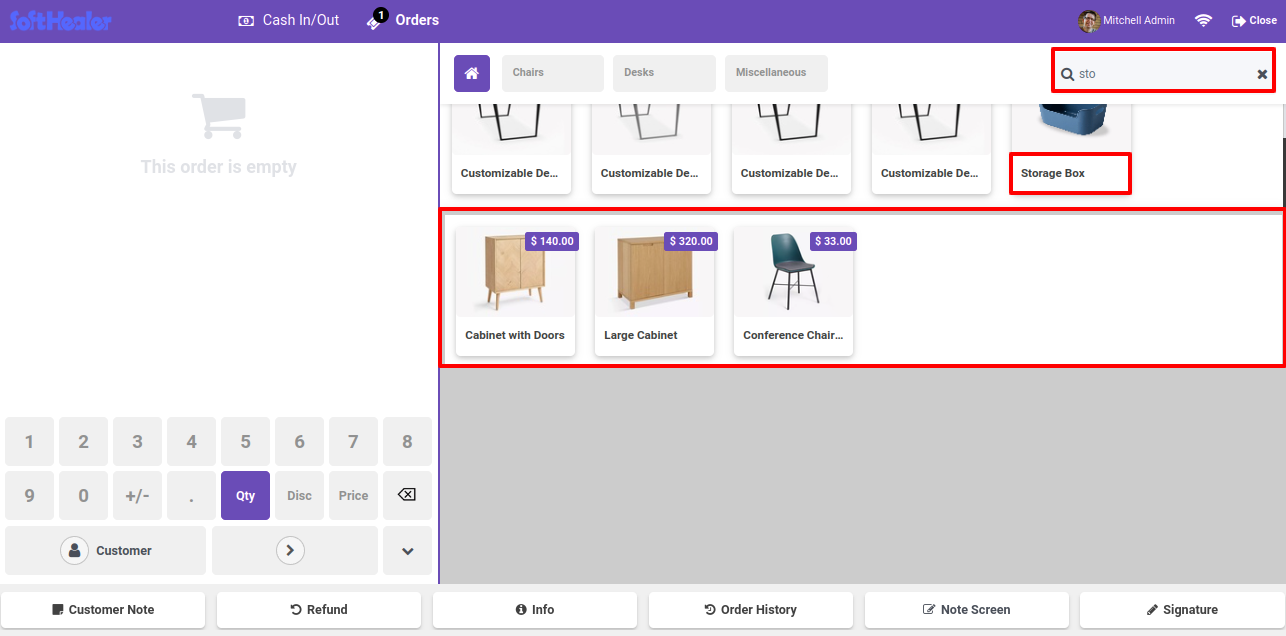 SoftHealer
Cash In/Out
1
Orders
Mitchell Admin
Close
This order is empty
Chairs
Desks
Miscellaneous
sto
Customizable De...
Customizable De...
Customizable De...
Customizable De...
Storage Box
$ 140.00
$ 320.00
$ 33.00
Cabinet with Doors
Large Cabinet
Conference Chair...
1 2 3 4 5 6 7 8
9 0 +/- . Qty Disc Price
Customer
Customer Note
Refund
Info
Order History
Note Screen
Signature